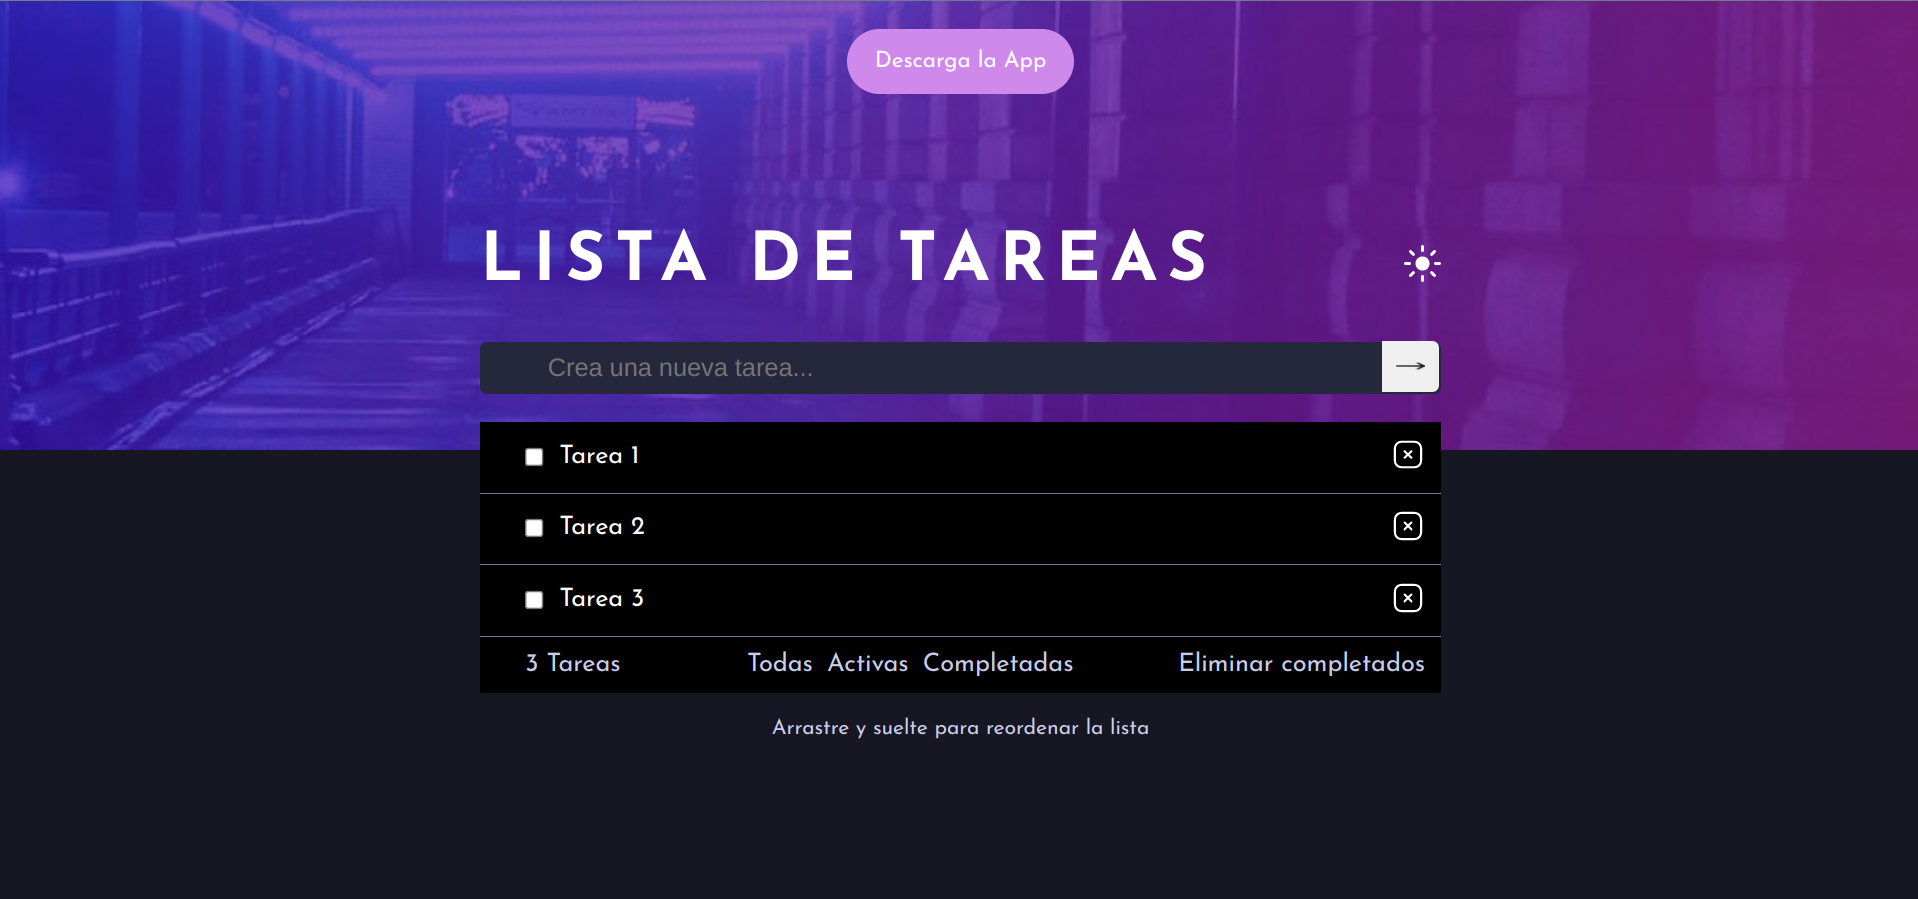 Descarga la App
LISTA DE TAREAS
Crea una nueva tarea...
Tarea 1
Tarea 2
Tarea 3
3 Tareas Todas Activas Completadas Eliminar completados
Arrastre y suelte para reordenar la lista